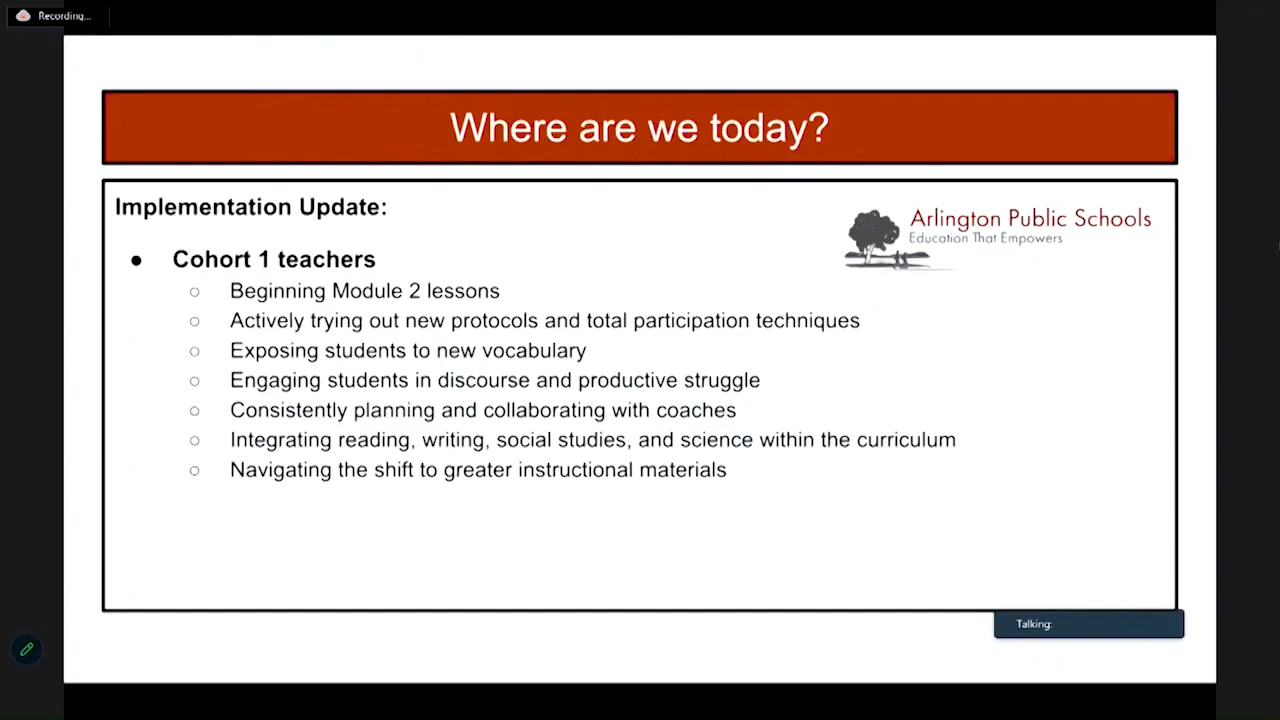 Recording...
Where are we today?
Implementation Update:
Arlington Public Schools
Education That Empowers
● Cohort 1 teachers
○ Beginning Module 2 lessons
○ Actively trying out new protocols and total participation techniques
○ Exposing students to new vocabulary
○ Engaging students in discourse and productive struggle
○ Consistently planning and collaborating with coaches
○ Integrating reading, writing, social studies, and science within the curriculum
○ Navigating the shift to greater instructional materials
Talking: